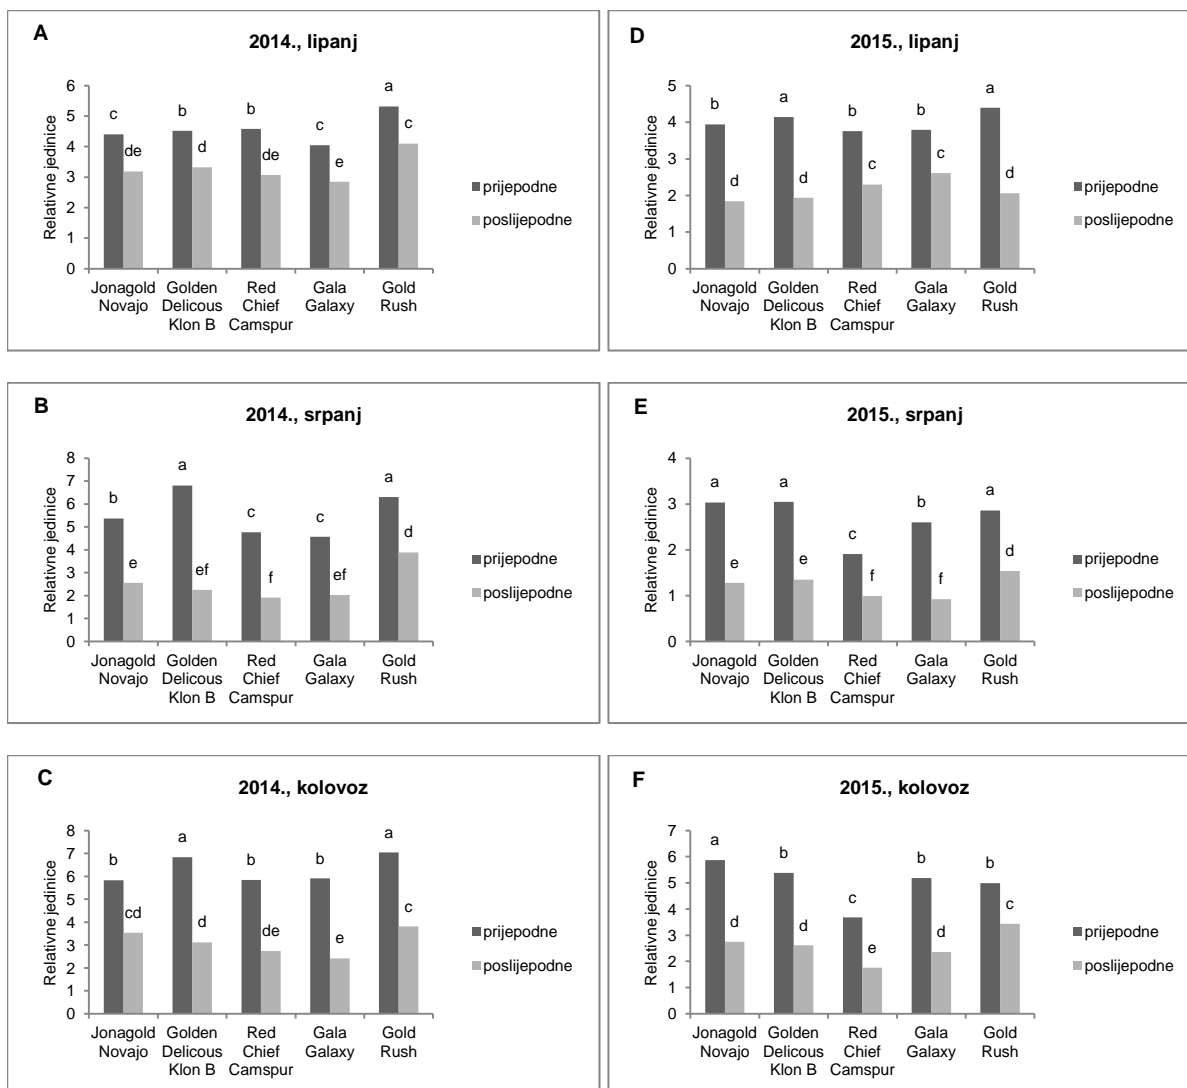 A
2014., lipanj
Relativne jedinice
6
5
4
3
2
1
0
c
de
b
d
b
de
c
e
a
c
Jonagold
Novajo
Golden
Delicous
Klon B
Red
Chief
Camspur
Gala
Galaxy
Gold
Rush
prijepodne
poslijepodne
D
2015., lipanj
Relativne jedinice
5
4
3
2
1
0
b
d
a
d
b
c
b
c
a
d
Jonagold
Novajo
Golden
Delicous
Klon B
Red
Chief
Camspur
Gala
Galaxy
Gold
Rush
prijepodne
poslijepodne
B
2014., srpanj
Relativne jedinice
8
7
6
5
4
3
2
1
0
b
e
a
ef
c
f
c
ef
a
d
Jonagold
Novajo
Golden
Delicous
Klon B
Red
Chief
Camspur
Gala
Galaxy
Gold
Rush
prijepodne
poslijepodne
E
2015., srpanj
Relativne jedinice
4
3
2
1
0
a
e
a
e
c
f
b
f
a
d
Jonagold
Novajo
Golden
Delicous
Klon B
Red
Chief
Camspur
Gala
Galaxy
Gold
Rush
prijepodne
poslijepodne
C
2014., kolovoz
Relativne jedinice
8
7
6
5
4
3
2
1
0
b
cd
a
d
b
de
b
e
a
c
Jonagold
Novajo
Golden
Delicous
Klon B
Red
Chief
Camspur
Gala
Galaxy
Gold
Rush
prijepodne
poslijepodne
F
2015., kolovoz
Relativne jedinice
7
6
5
4
3
2
1
0
a
d
b
d
c
e
b
d
b
c
Jonagold
Novajo
Golden
Delicous
Klon B
Red
Chief
Camspur
Gala
Galaxy
Gold
Rush
prijepodne
poslijepodne